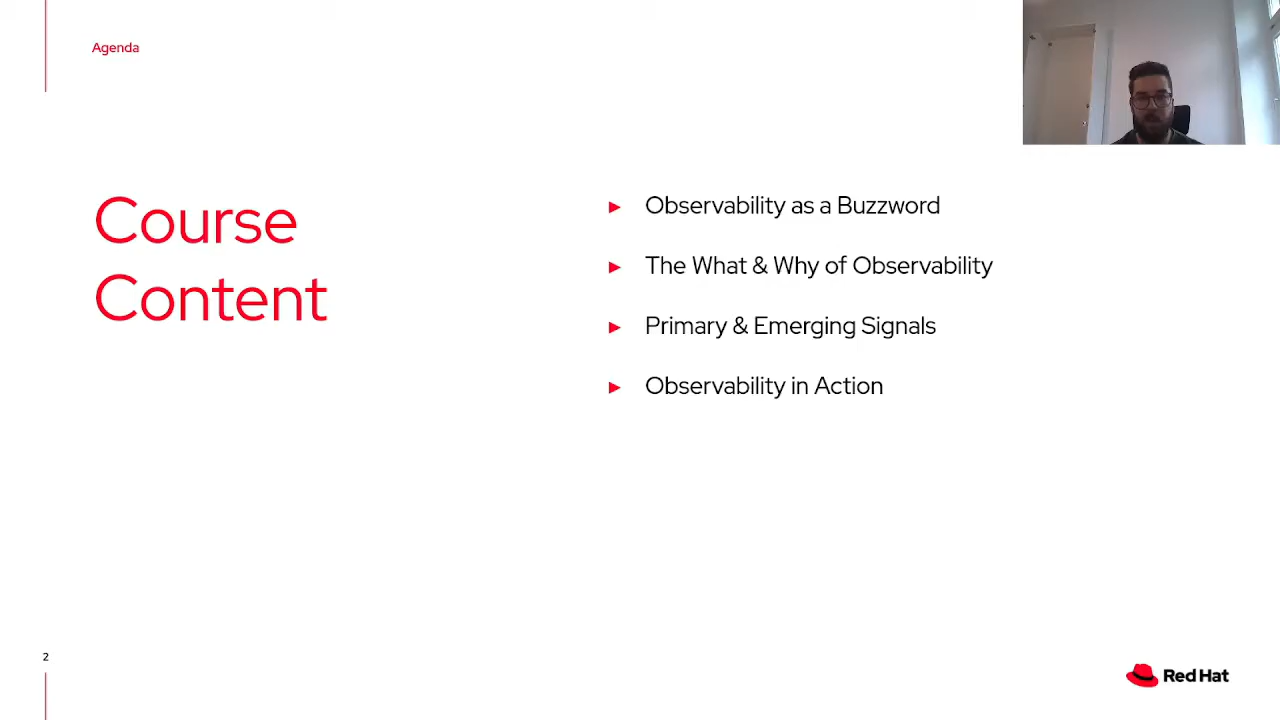 Agenda
Course
Content
► Observability as a Buzzword
► The What & Why of Observability
► Primary & Emerging Signals
► Observability in Action
2
Red Hat